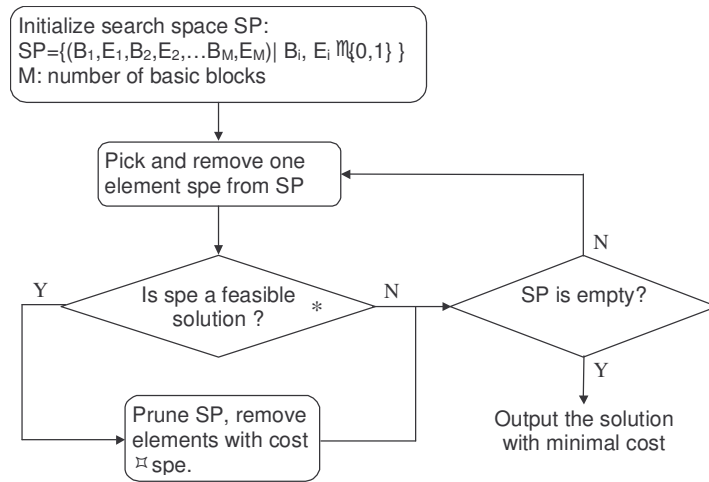 Initialize search space SP:
SP={(B1,E1,B2,E2,…BM,EM)| Bi, Ei ∈{0,1} }
M: number of basic blocks
Pick and remove one
element spe from SP
N
Y
Is spe a feasible
solution ? *
N
SP is empty?
Y
Prune SP, remove
elements with cost
¤ spe.
Output the solution
with minimal cost